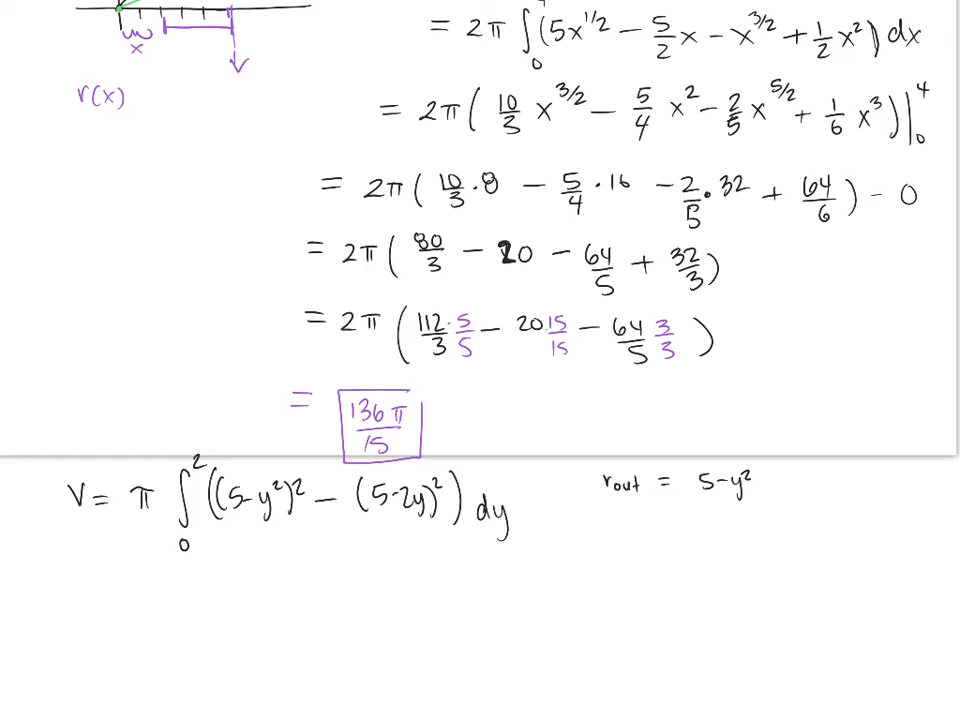 = 2π ∫₀⁴ (5x^{1/2} − 5/2 x − x^{3/2} + 1/2 x²) dx
x
r(x)
= 2π ( 10/3 x^{3/2} − 5/4 x² − 2/5 x^{5/2} + 1/6 x³ ) |₀⁴
= 2π ( 10/3 · 8 − 5/4 · 16 − 2/5 · 32 + 64/6 ) − 0
= 2π ( 80/3 − 20 − 64/5 + 32/3 )
= 2π ( 112/3 · 5/5 − 20 · 15/15 − 64/5 3/3 )
= 136π/15
V = π ∫₀² ((5−y²)² − (5−2y)²) dy r_out = 5−y²